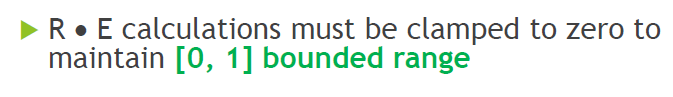 R • E calculations must be clamped to zero to
maintain [0, 1] bounded range